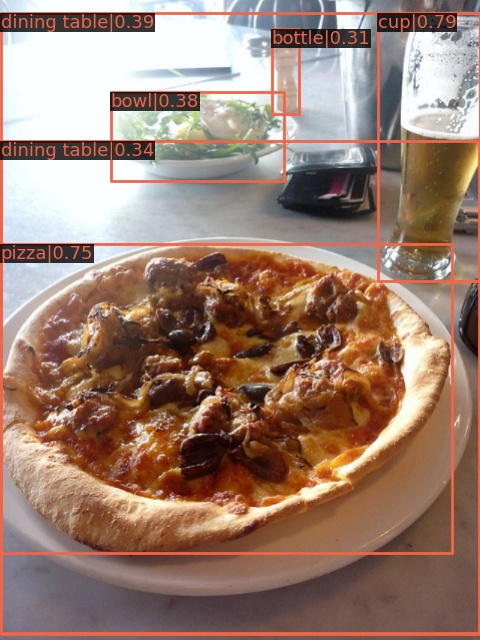 dining table|0.39
cup|0.79
bottle|0.31
bowl|0.38
dining table|0.34
pizza|0.75